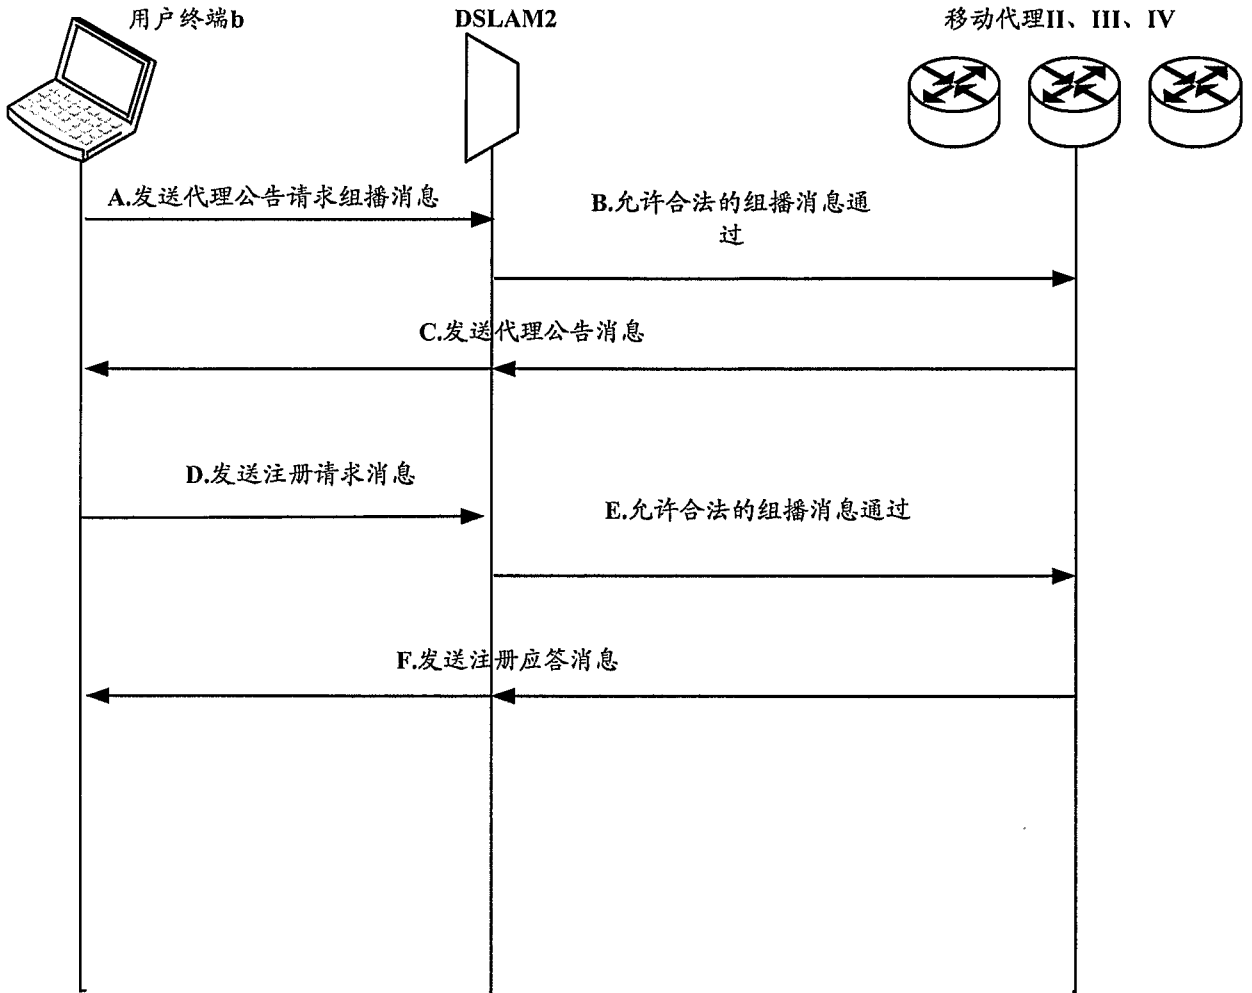 用户终端b
DSLAM2
移动代理II、III、IV
A.发送代理公告请求组播消息
B.允许合法的组播消息通
过
C.发送代理公告消息
D.发送注册请求消息
E.允许合法的组播消息通过
F.发送注册应答消息